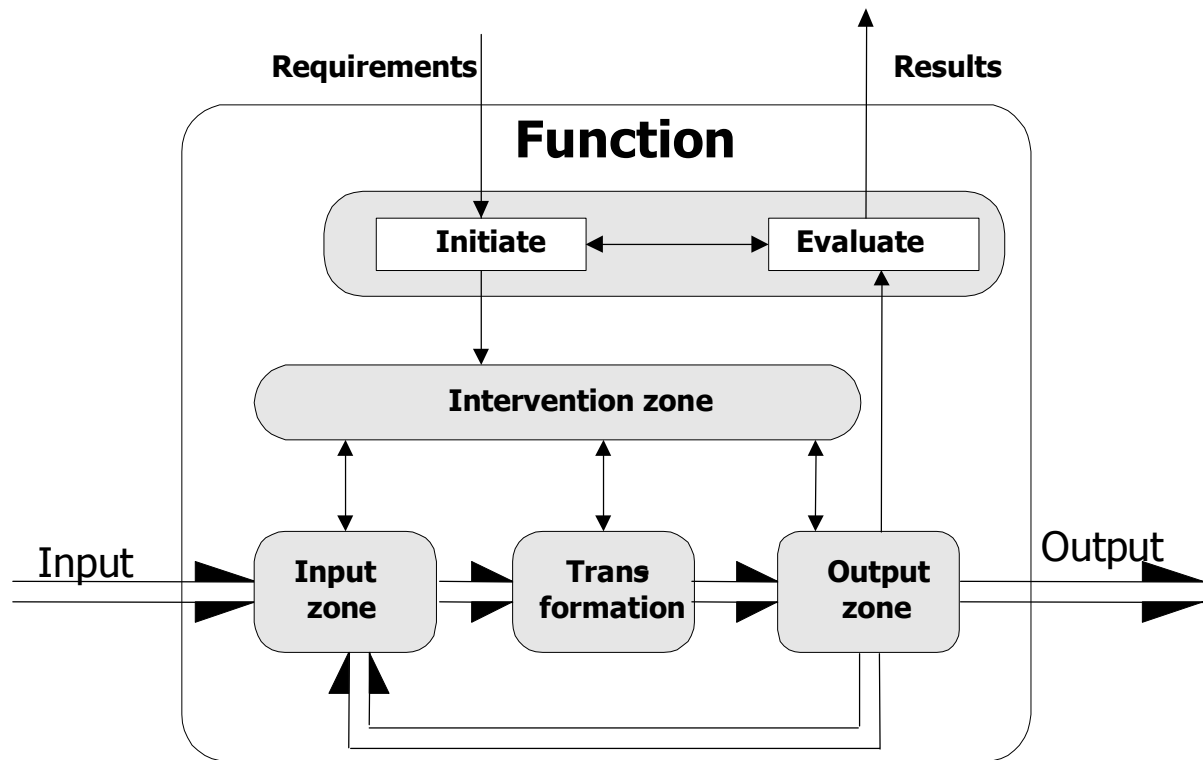 Requirements
Results
Function
Initiate
Evaluate
Intervention zone
Input
Input
zone
Trans
formation
Output
zone
Output